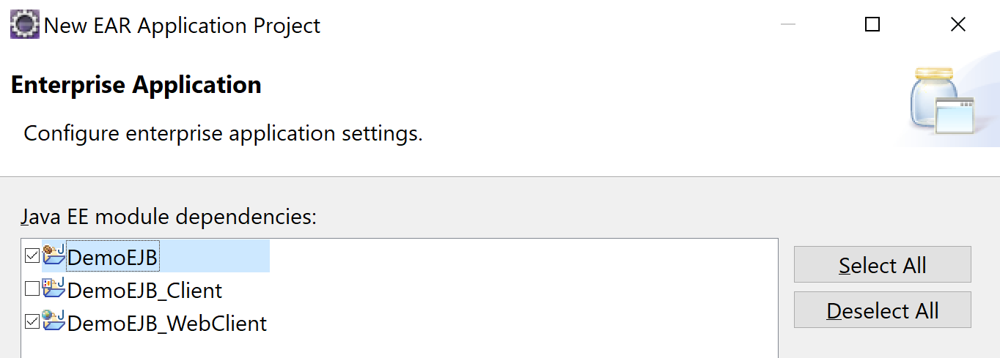 New EAR Application Project
Enterprise Application
Configure enterprise application settings.
Java EE module dependencies:
DemoEJB
DemoEJB_Client
DemoEJB_WebClient
Select All
Deselect All